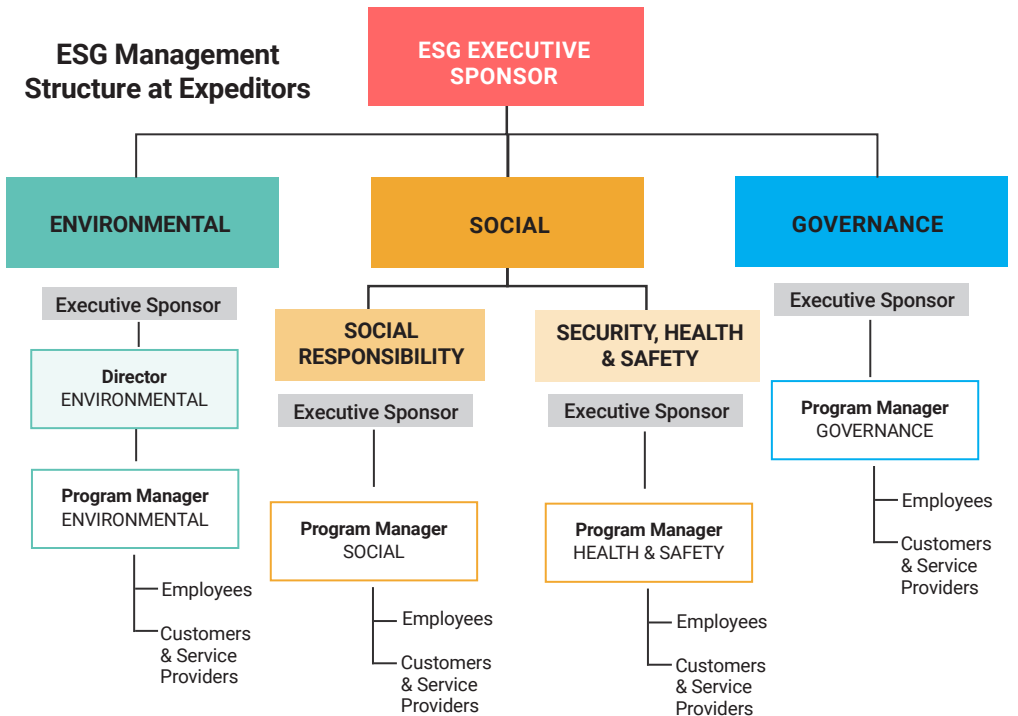 ESG Management
Structure at Expeditors
ESG EXECUTIVE
SPONSOR
ENVIRONMENTAL
SOCIAL
GOVERNANCE
Executive Sponsor
Director
ENVIRONMENTAL
Program Manager
ENVIRONMENTAL
Employees
Customers
& Service
Providers
SOCIAL
RESPONSIBILITY
Executive Sponsor
Program Manager
SOCIAL
Employees
Customers
& Service
Providers
SECURITY, HEALTH
& SAFETY
Executive Sponsor
Program Manager
HEALTH & SAFETY
Employees
Customers
& Service
Providers
Executive Sponsor
Program Manager
GOVERNANCE
Employees
Customers
& Service
Providers